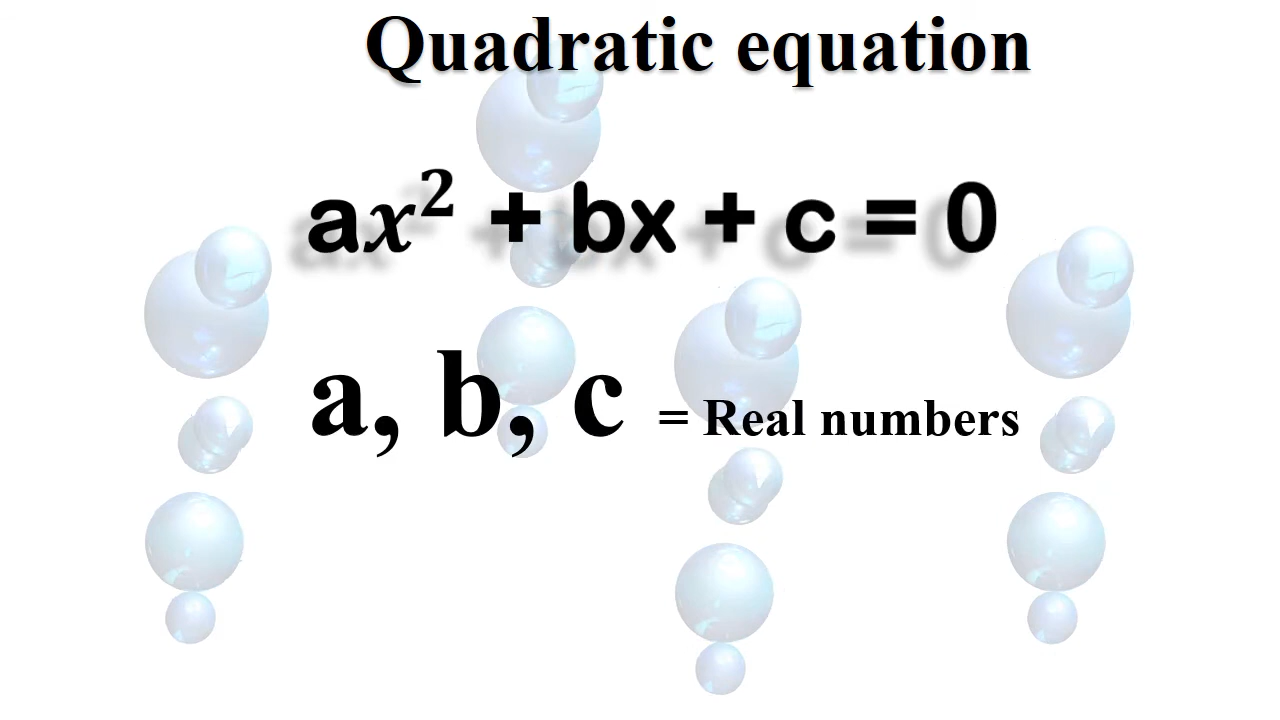 Quadratic equation
ax² + bx + c = 0
a, b, c = Real numbers